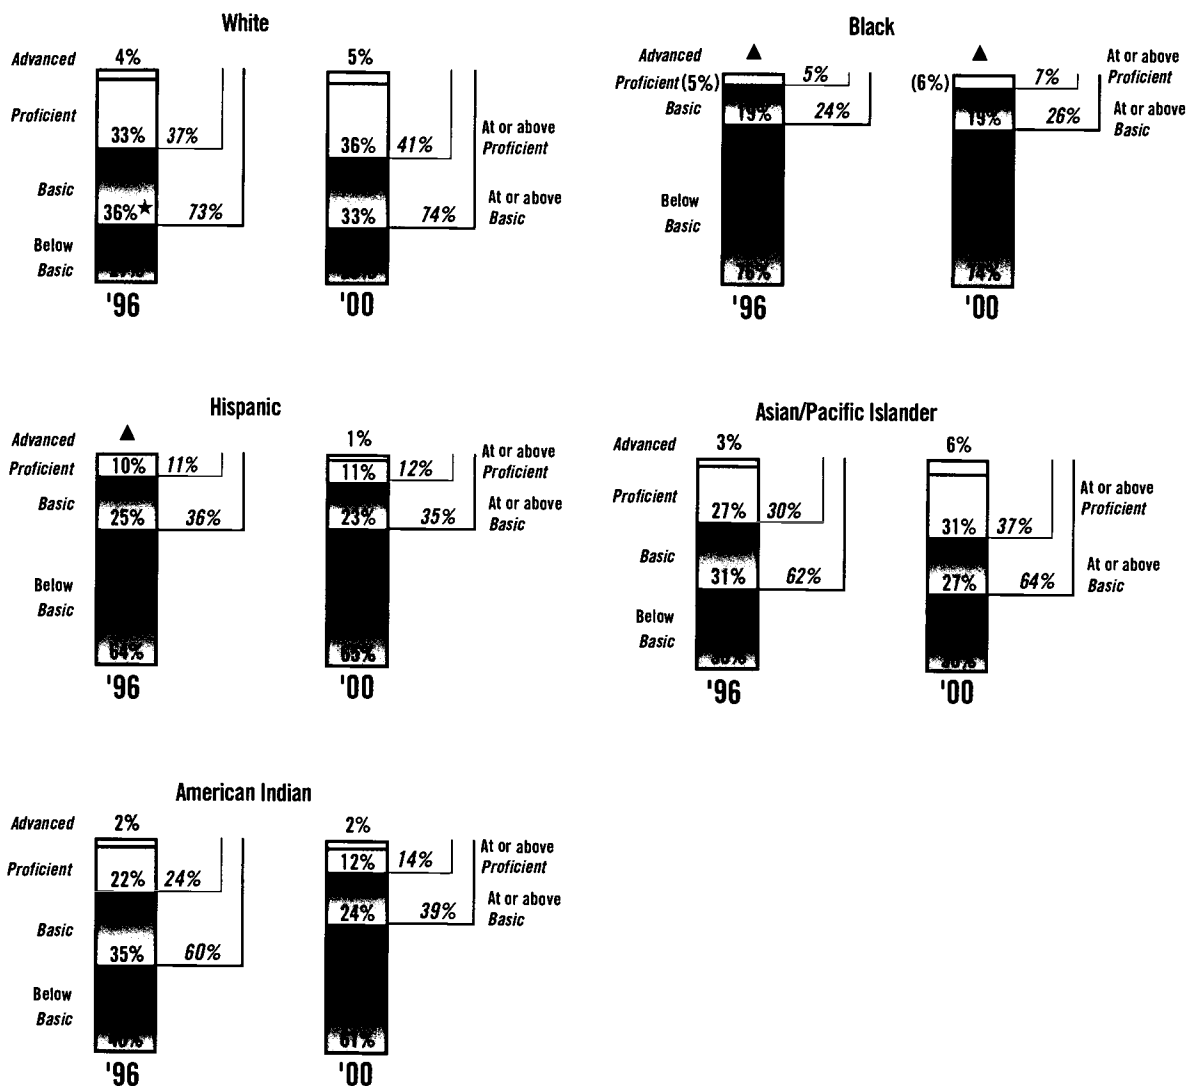 White
Advanced 4% 5%
Proficient
33% 37% 36% 41% At or above
Proficient
Basic
36%★ 73% 33% 74% At or above
Basic
Below
Basic
'96 '00
Black
Advanced ▲ ▲ At or above
Proficient (5%) 5% (6%) 7% Proficient
Basic 19% 24% 19% 26% At or above
Basic
Below
Basic
76% 74%
'96 '00
Hispanic
Advanced ▲ 1% At or above
Proficient 10% 11% 11% 12% Proficient
Basic At or above
25% 36% 23% 35% Basic
Below
Basic
64% 65%
'96 '00
Asian/Pacific Islander
Advanced 3% 6%
Proficient At or above
27% 30% 31% 37% Proficient
Basic At or above
31% 62% 27% 64% Basic
Below
Basic
'96 '00
American Indian
Advanced 2% 2% At or above
Proficient 22% 24% 12% 14% Proficient
At or above
24% 39% Basic
Basic
35% 60%
Below
Basic
40% 61%
'96 '00